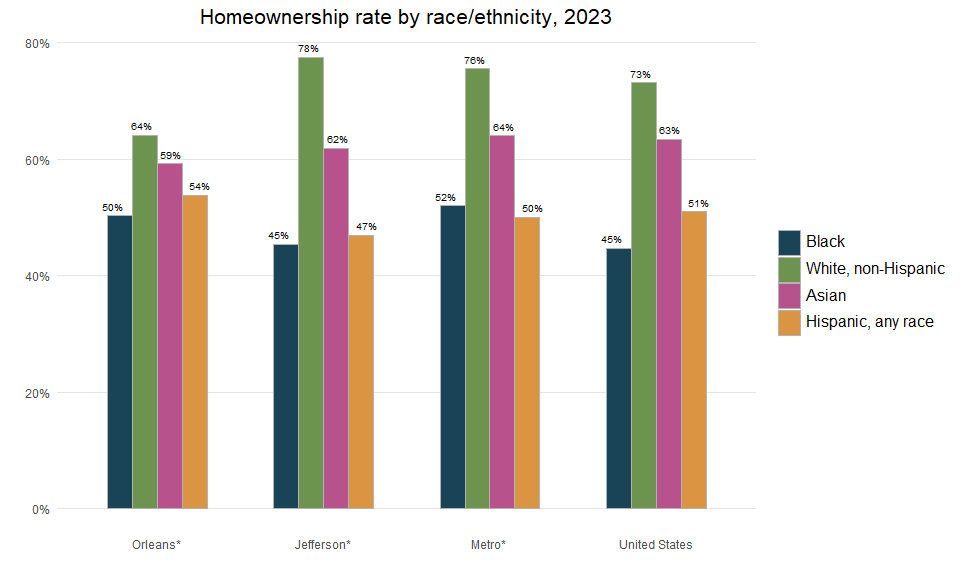 Homeownership rate by race/ethnicity, 2023
80%
60%
40%
20%
0%
50%
64%
59%
54%
45%
78%
62%
47%
52%
76%
64%
50%
45%
73%
63%
51%
Orleans*
Jefferson*
Metro*
United States
Black
White, non-Hispanic
Asian
Hispanic, any race